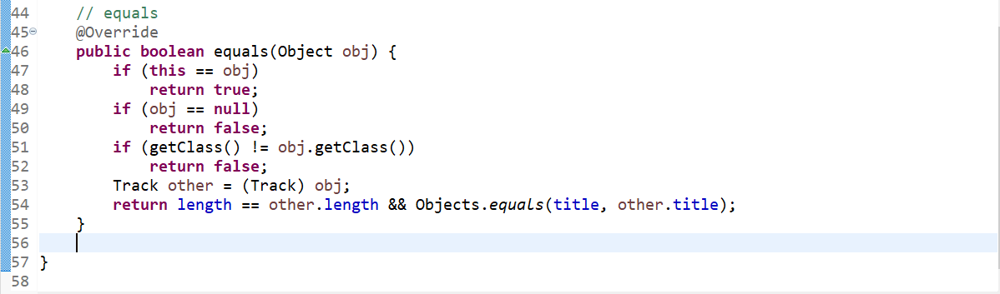 44 // equals
45 @Override
46 public boolean equals(Object obj) {
47 if (this == obj)
48 return true;
49 if (obj == null)
50 return false;
51 if (getClass() != obj.getClass())
52 return false;
53 Track other = (Track) obj;
54 return length == other.length && Objects.equals(title, other.title);
55 }
56
57 }
58